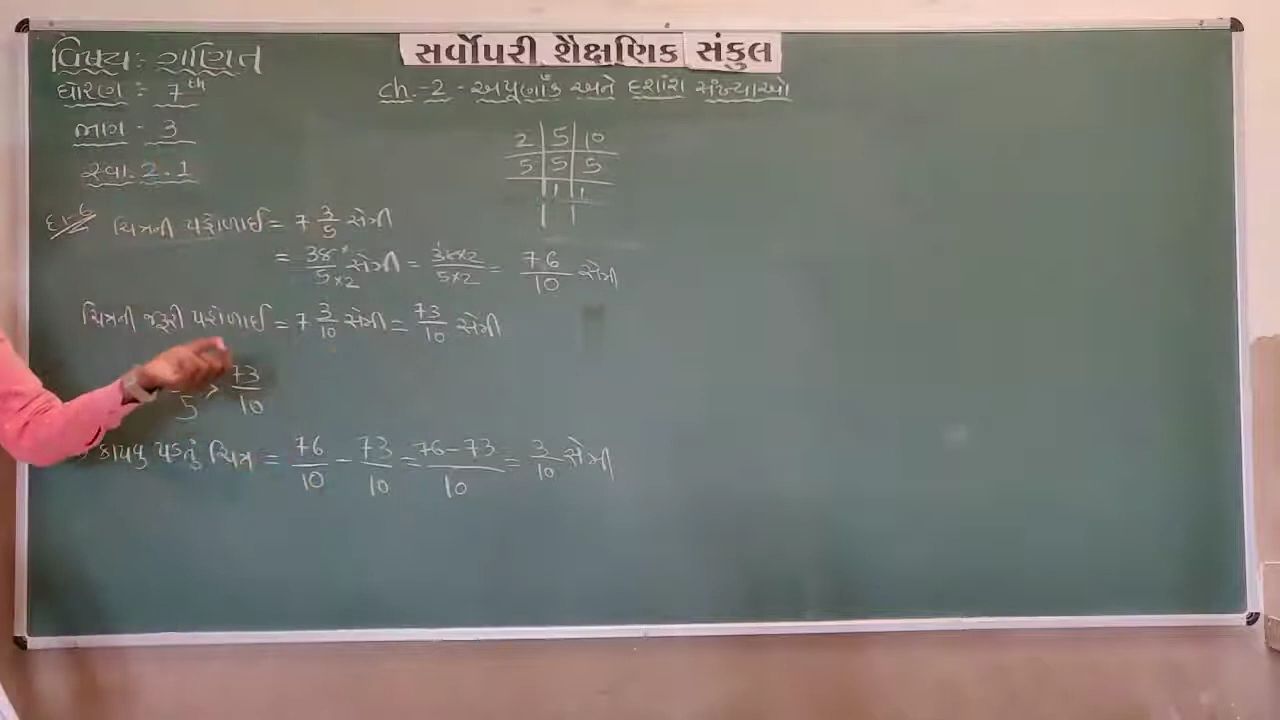 સર્વોપરી શૈક્ષણિક સંકુલ
વિષય: ગણિત
ધોરણ : 7th
ch.-2 - અપૂર્ણાંક અને દશાંશ સંખ્યાઓ
ભાગ - 3
સ્વા. 2.1
2 | 5 | 10
5 | 5 | 5
1 | 1
1 | 1
ચિત્રની પહોળાઈ = 7 3/5 સેમી
= 38/5 ×2 સેમી = 38×2/5×2 = 76/10 સેમી
ચિત્રની જરૂરી પહોળાઈ = 7 3/10 સેમી = 73/10 સેમી
5 > 73/10
કાપવુ પડતું ચિત્ર = 76/10 - 73/10 = 76-73/10 = 3/10 સેમી